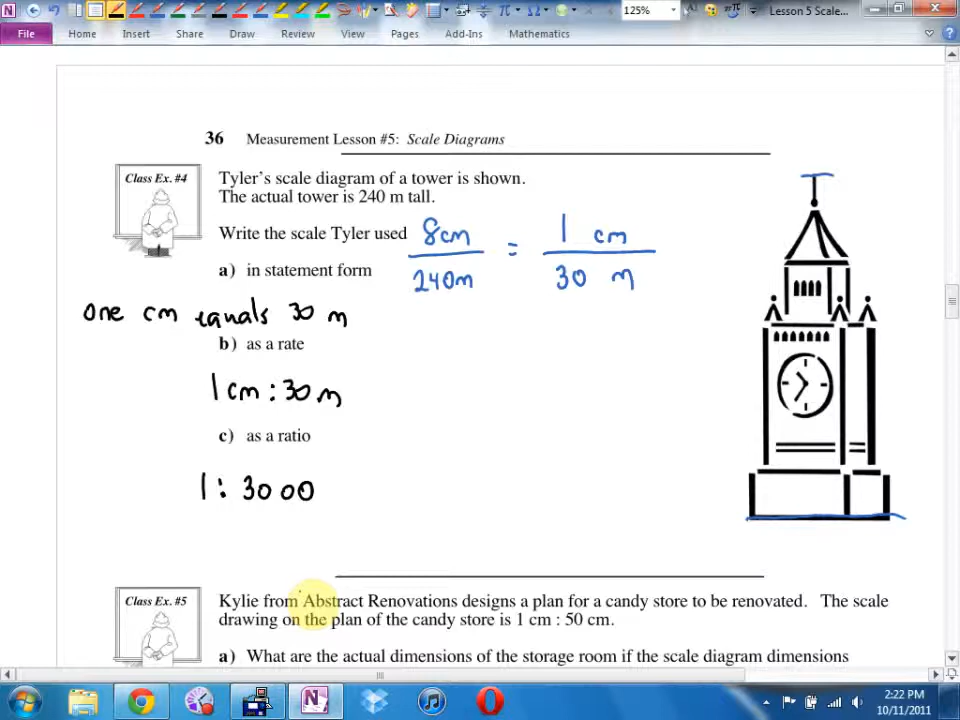 125%
Lesson 5 Scale...
File Home Insert Share Draw Review View Pages Add-Ins Mathematics
36 Measurement Lesson #5: Scale Diagrams
Class Ex. #4
Tyler's scale diagram of a tower is shown.
The actual tower is 240 m tall.
Write the scale Tyler used
8cm / 240m = 1 cm / 30 m
a) in statement form
one cm equals 30 m
b) as a rate
1 cm : 30 m
c) as a ratio
1 : 3000
Class Ex. #5
Kylie from Abstract Renovations designs a plan for a candy store to be renovated. The scale
drawing on the plan of the candy store is 1 cm : 50 cm.
a) What are the actual dimensions of the storage room if the scale diagram dimensions
2:22 PM
10/11/2011